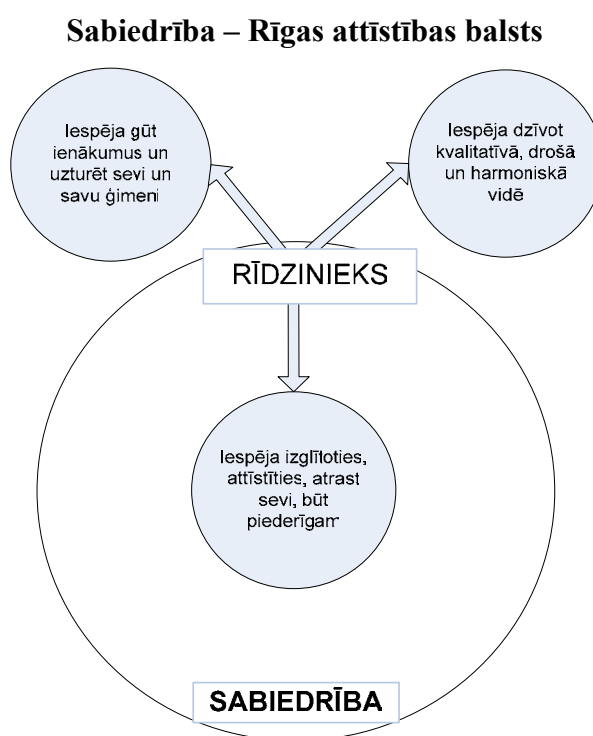 Sabiedrība – Rīgas attīstības balsts
Iespēja gūt
ienākumus un
uzturēt sevi un
savu ģimeni
Iespēja dzīvot
kvalitatīvā, drošā
un harmoniskā
vidē
RĪDZINIEKS
Iespēja izglītoties,
attīstīties, atrast
sevi, būt
piederīgam
SABIEDRĪBA